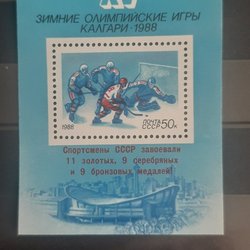 XV
ЗИМНИЕ ОЛИМПИЙСКИЕ ИГРЫ
КАЛГАРИ·1988
1988
ПОЧТА
СССР 50к
Спортсмены СССР завоевали
11 золотых, 9 серебряных
и 9 бронзовых медалей!